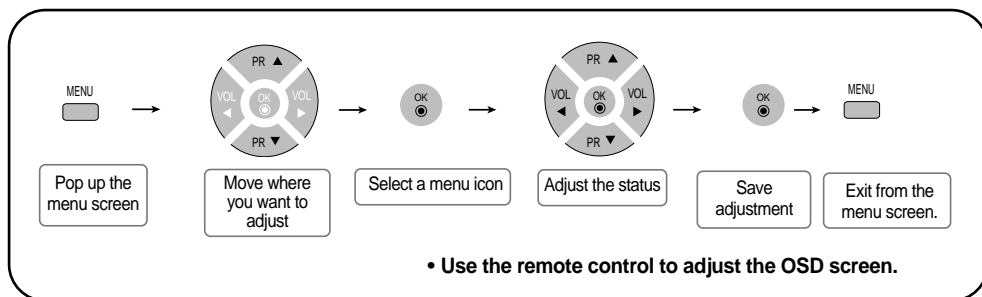 MENU
PR ▲
VOL ◄
OK
VOL ►
PR ▼
OK
PR ▲
VOL ◄
OK
VOL ►
PR ▼
OK
MENU
Pop up the
menu screen
Move where
you want to
adjust
Select a menu icon
Adjust the status
Save
adjustment
Exit from the
menu screen.
• Use the remote control to adjust the OSD screen.